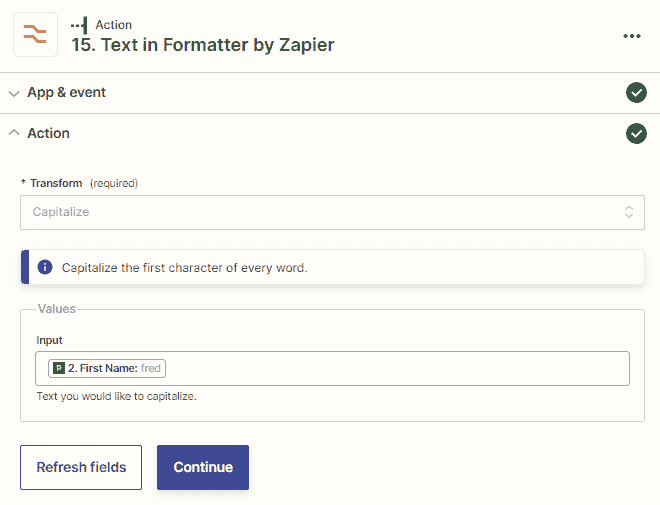 Action
15. Text in Formatter by Zapier
App & event
Action
* Transform (required)
Capitalize
Capitalize the first character of every word.
Values
Input
P 2. First Name: fred
Text you would like to capitalize.
Refresh fields Continue